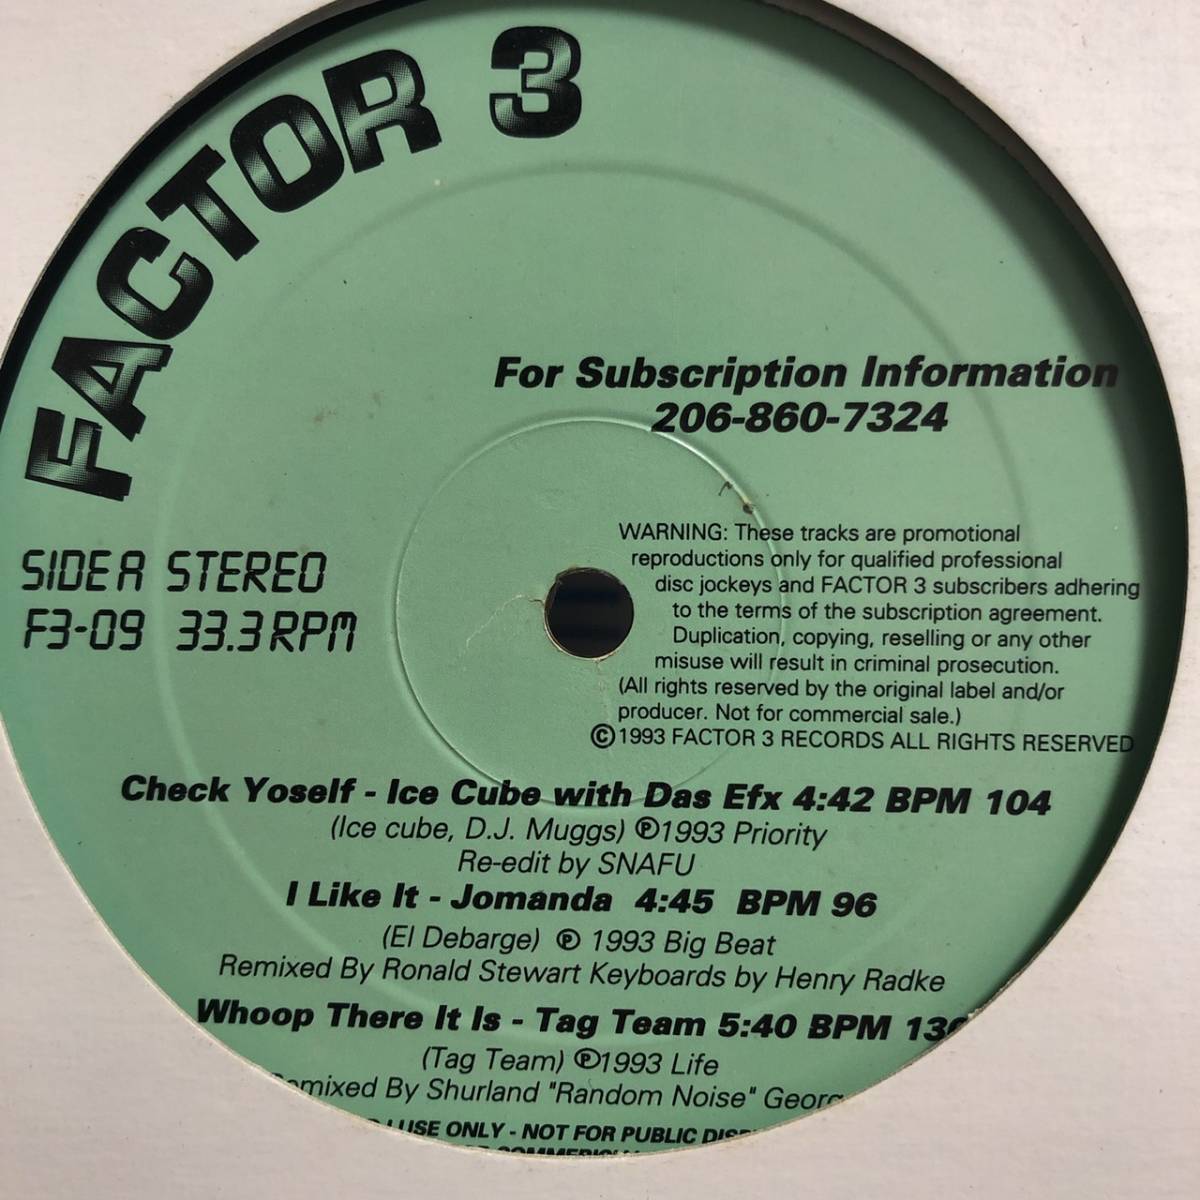 FACTOR 3
For Subscription Information
206-860-7324
SIDE A STEREO
F3-09 33.3 RPM
WARNING: These tracks are promotional
reproductions only for qualified professional
disc jockeys and FACTOR 3 subscribers adhering
to the terms of the subscription agreement.
Duplication, copying, reselling or any other
misuse will result in criminal prosecution.
(All rights reserved by the original label and/or
producer. Not for commercial sale.)
©1993 FACTOR 3 RECORDS ALL RIGHTS RESERVED
Check Yoself - Ice Cube with Das Efx 4:42 BPM 104
(Ice cube, D.J. Muggs) ℗1993 Priority
Re-edit by SNAFU
I Like It - Jomanda 4:45 BPM 96
(El Debarge) ℗ 1993 Big Beat
Remixed By Ronald Stewart Keyboards by Henry Radke
Whoop There It Is - Tag Team 5:40 BPM
(Tag Team) ℗1993 Life
By Shurland "Random Noise"
USE ONLY - NOT FOR PUBLIC